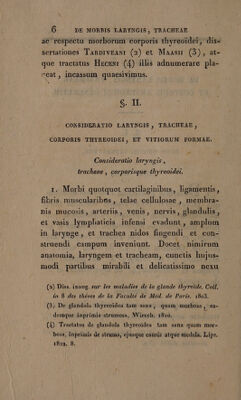 6 DE MORBIS LARYNGIS, TRACHEAE
ac respectu morborum corporis thyreoidei, dis-
sertationes TARDIVEANI (2) et MAASII (3), at-
que tractatus HECENI (4) illis adnumerare pla-
ceat, incassum quaesivimus.
§. II.
CONSIDERATIO LARYNGIS, TRACHEAE,
CORPORIS THYREOIDEI, ET VITIORUM FORMAE.
Consideratio laryngis,
tracheae, corporisque thyreoidei.
1. Morbi quotquot cartilaginibus, ligamentis,
fibris muscularibus, telae cellulosae, membra-
nis mucosis, arteriis, venis, nervis, glandulis,
et vasis lymphaticis infensi evadunt, amplum
in larynge, et trachea nidos fingendi et con-
struendi campum inveniunt. Docet nimirum
anatomia, laryngem et tracheam, cunctis hujus-
modi partibus mirabili et delicatissimo nexu
(2) Diss. inaug. sur les maladies de la glande thyroide. Coll.
in 8 des thèses de la Faculté de Méd. de Paris. 1803.
(3) De glandula thyreoidea tam sana, quam morbosa, ea-
demque inprimis strumosa. Wirceb. 1810.
(4) Tractatus de glandula thyreoidea tam sana quam mor-
bosa, inprimis de struma, ejusque causis atque medela. Lips.
1822. 8.